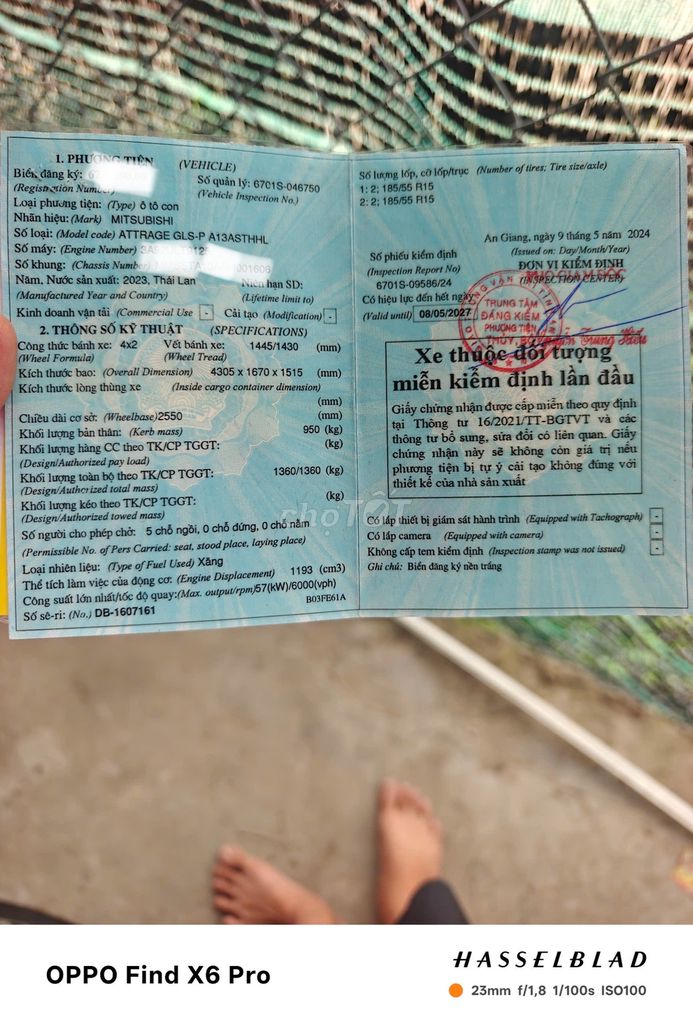 1. PHƯƠNG TIỆN (VEHICLE)
Biển đăng ký: 67
(Registration Number)
Số quản lý: 6701S-046750
(Vehicle Inspection No.)
Loại phương tiện: (Type) ô tô con
Nhãn hiệu: (Mark) MITSUBISHI
Số loại: (Model code) ATTRAGE GLS-P A13ASTHHL
Số máy: (Engine Number)
Số khung: (Chassis Number) 001606
Năm, Nước sản xuất: 2023, Thái Lan
(Manufactured Year and Country)
Niên hạn SD:
(Lifetime limit to)
Kinh doanh vận tải (Commercial Use) - Cải tạo (Modification) -
2. THÔNG SỐ KỸ THUẬT (SPECIFICATIONS)
Công thức bánh xe: 4x2 Vết bánh xe: 1445/1430 (mm)
(Wheel Formula) (Wheel Tread)
Kích thước bao: (Overall Dimension) 4305 x 1670 x 1515 (mm)
Kích thước lòng thùng xe (Inside cargo container dimension)
(mm)
Chiều dài cơ sở: (Wheelbase) 2550 (mm)
Khối lượng bản thân: (Kerb mass) 950 (kg)
Khối lượng hàng CC theo TK/CP TGGT: (kg)
(Design/Authorized pay load)
Khối lượng toàn bộ theo TK/CP TGGT: 1360/1360 (kg)
(Design/Authorized total mass)
Khối lượng kéo theo TK/CP TGGT: (kg)
(Design/Authorized towed mass)
Số người cho phép chở: 5 chỗ ngồi, 0 chỗ đứng, 0 chỗ nằm
(Permissible No. of Pers Carried: seat, stood place, laying place)
Loại nhiên liệu: (Type of Fuel Used) Xăng
Thể tích làm việc của động cơ: (Engine Displacement) 1193 (cm3)
Công suất lớn nhất/tốc độ quay: (Max. output/rpm) 57(kW)/6000(vph)
B03FE61A
Số sê-ri: (No.) DB-1607161
Số lượng lốp, cỡ lốp/trục (Number of tires; Tire size/axle)
1: 2; 185/55 R15
2: 2; 185/55 R15
An Giang, ngày 9 tháng 5 năm 2024
(Issued on: Day/Month/Year)
Số phiếu kiểm định
(Inspection Report No)
6701S-09586/24
ĐƠN VỊ KIỂM ĐỊNH
(INSPECTION CENTER)
PHÓ GIÁM ĐỐC
Có hiệu lực đến hết ngày
(Valid until) 08/05/2027
TRUNG TÂM
ĐĂNG KIỂM
PHƯƠNG TIỆN
THỦY, BỘ
Xe thuộc đối tượng
miễn kiểm định lần đầu
Giấy chứng nhận được cấp miễn theo quy định
tại Thông tư 16/2021/TT-BGTVT và các
thông tư bổ sung, sửa đổi có liên quan. Giấy
chứng nhận này sẽ không còn giá trị nếu
phương tiện bị tự ý cải tạo không đúng với
thiết kế của nhà sản xuất
chợTỐT
Có lắp thiết bị giám sát hành trình (Equipped with Tachograph) -
Có lắp camera (Equipped with camera) -
Không cấp tem kiểm định (Inspection stamp was not issued) -
Ghi chú: Biển đăng ký nền trắng
OPPO Find X6 Pro
HASSELBLAD
23mm f/1,8 1/100s ISO100